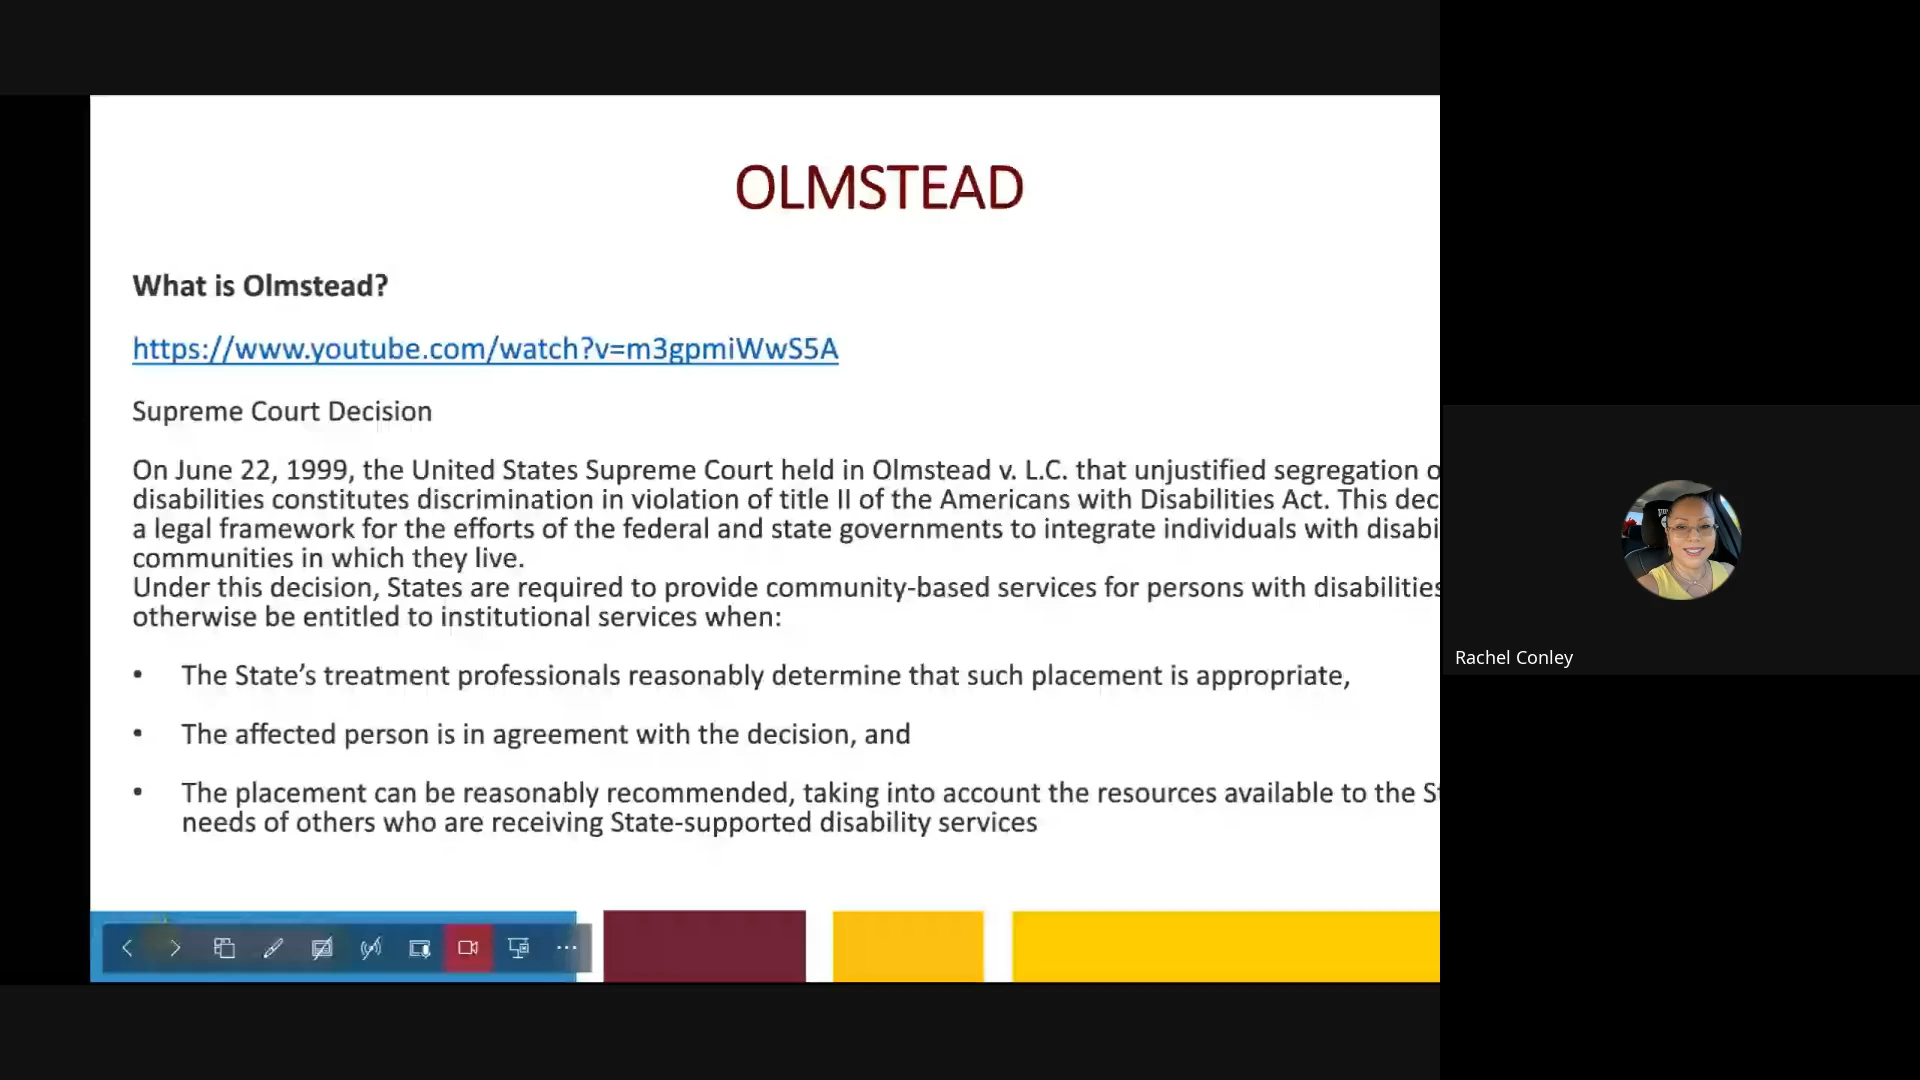 OLMSTEAD
What is Olmstead?
https://www.youtube.com/watch?v=m3gpmiWwS5A
Supreme Court Decision
On June 22, 1999, the United States Supreme Court held in Olmstead v. L.C. that unjustified segregation o
disabilities constitutes discrimination in violation of title II of the Americans with Disabilities Act. This dec
a legal framework for the efforts of the federal and state governments to integrate individuals with disabi
communities in which they live.
Under this decision, States are required to provide community-based services for persons with disabilities
otherwise be entitled to institutional services when:
• The State’s treatment professionals reasonably determine that such placement is appropriate,
• The affected person is in agreement with the decision, and
• The placement can be reasonably recommended, taking into account the resources available to the S
needs of others who are receiving State-supported disability services
Rachel Conley